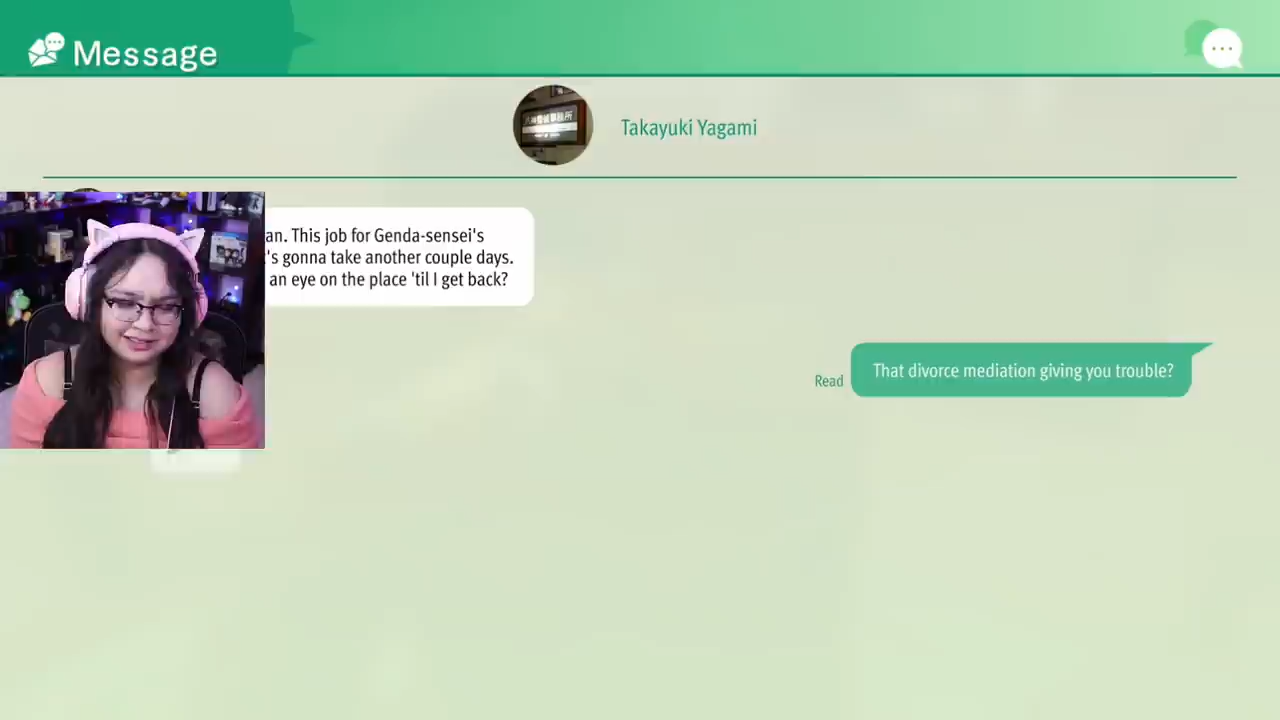 Message
Takayuki Yagami
an. This job for Genda-sensei's
's gonna take another couple days.
an eye on the place 'til I get back?
That divorce mediation giving you trouble?
Read